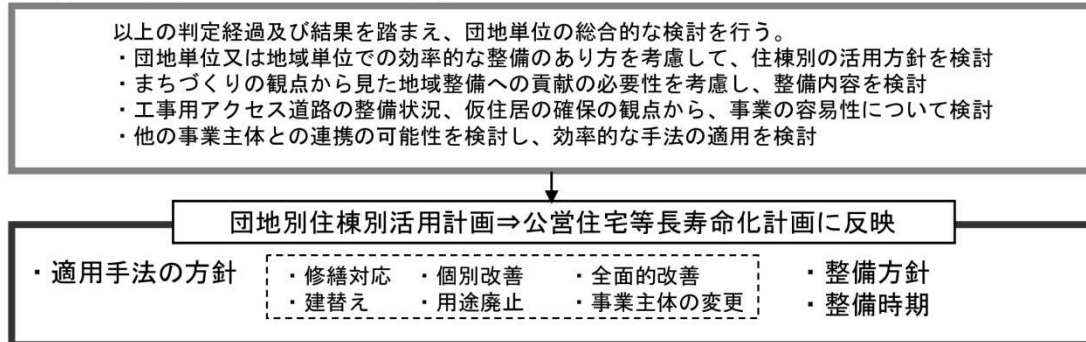 以上の判定経過及び結果を踏まえ、団地単位の総合的な検討を行う。
・団地単位又は地域単位での効率的な整備のあり方を考慮して、住棟別の活用方針を検討
・まちづくりの観点から見た地域整備への貢献の必要性を考慮し、整備内容を検討
・工事用アクセス道路の整備状況、仮住居の確保の観点から、事業の容易性について検討
・他の事業主体との連携の可能性を検討し、効率的な手法の適用を検討
団地別住棟別活用計画⇒公営住宅等長寿命化計画に反映
・適用手法の方針
・修繕対応 ・個別改善 ・全面的改善
・建替え ・用途廃止 ・事業主体の変更
・整備方針
・整備時期